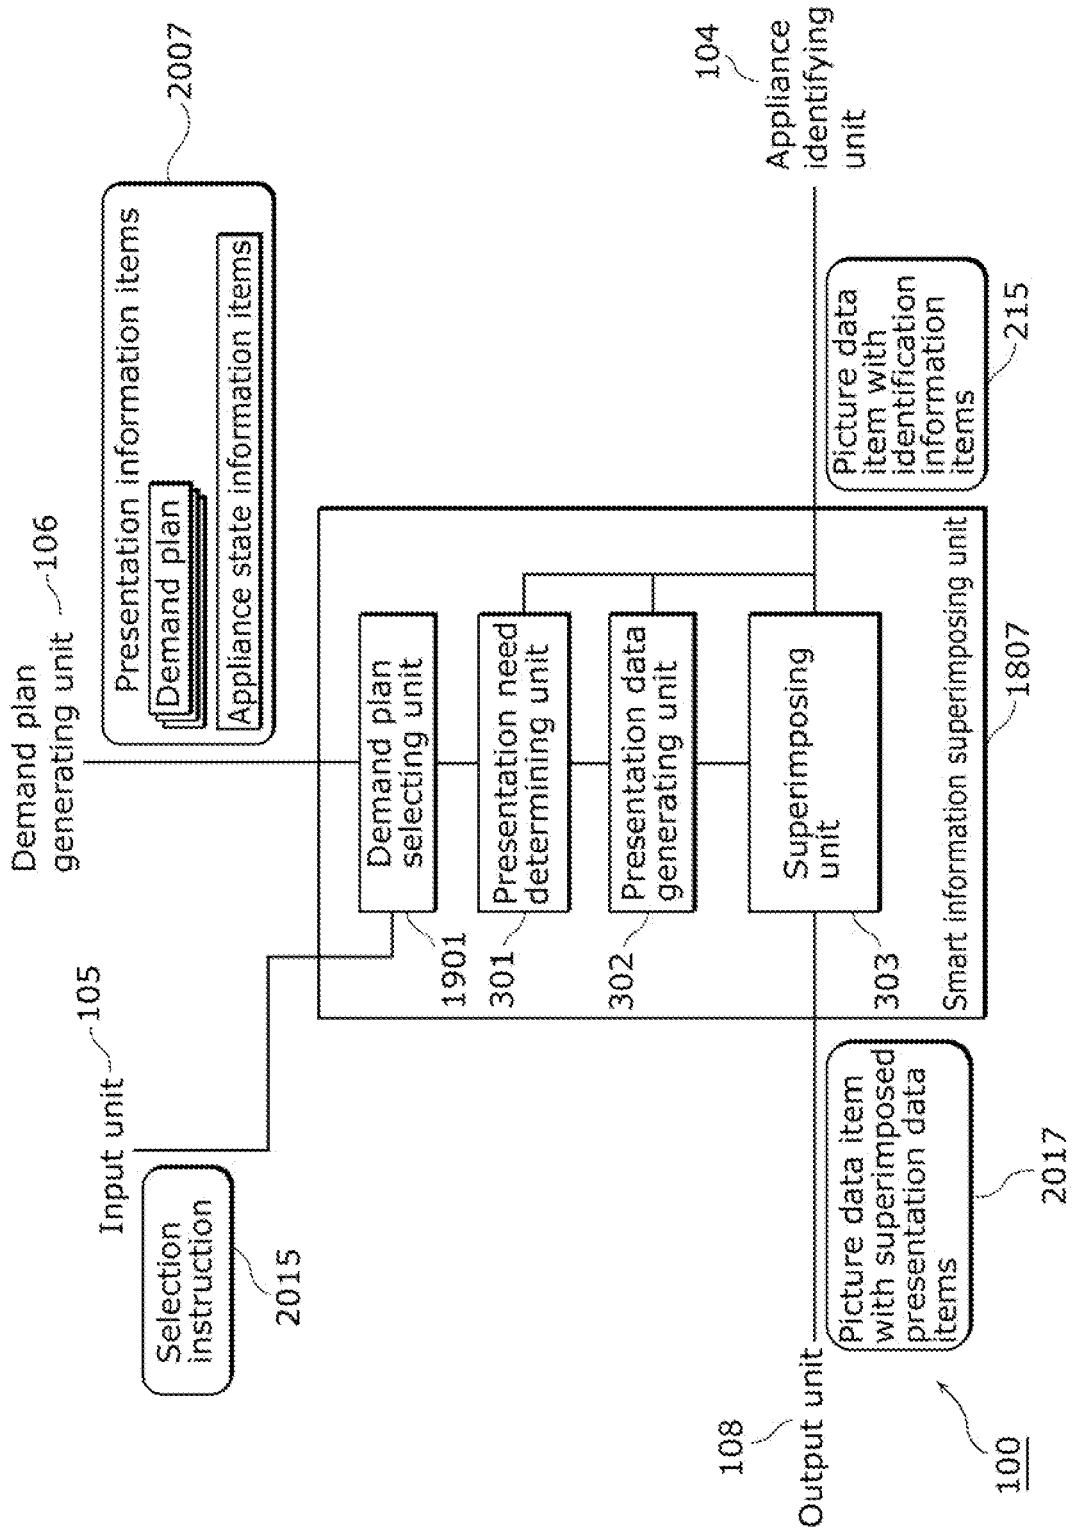 Demand plan
generating unit
106
Input unit
105
Selection
instruction
2015
Presentation information items
Demand plan
Appliance state information items
2007
Demand plan
selecting unit
1901
Presentation need
determining unit
301
Presentation data
generating unit
302
Superimposing
unit
303
Smart information superimposing unit
1807
104
Appliance
identifying
unit
Picture data
item with
identification
information
items
215
108
Output unit
Picture data item
with superimposed
presentation data
items
2017
100